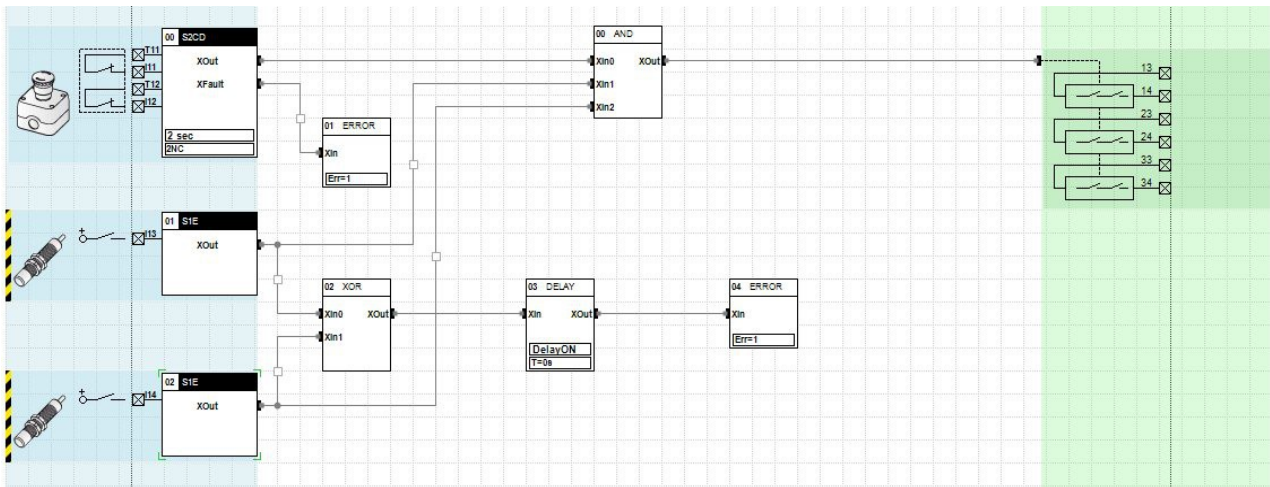 00 S2CD
T11
I11
T12
I12
XOut
XFault
2 sec
2NC
01 ERROR
XIn
Err=1
00 AND
XIn0 XOut
XIn1
XIn2
13
14
23
24
33
34
01 S1E
I13
XOut
02 XOR
XIn0 XOut
XIn1
03 DELAY
XIn XOut
DelayON
T=0s
04 ERROR
XIn
Err=1
02 S1E
I14
XOut